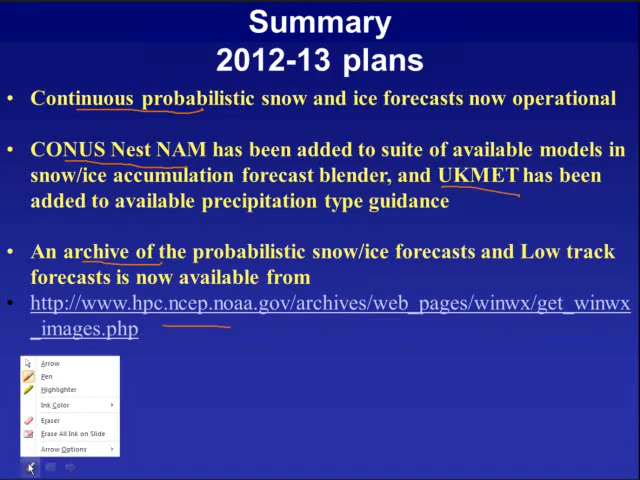 Summary
2012-13 plans
• Continuous probabilistic snow and ice forecasts now operational
• CONUS Nest NAM has been added to suite of available models in
snow/ice accumulation forecast blender, and UKMET has been
added to available precipitation type guidance
• An archive of the probabilistic snow/ice forecasts and Low track
forecasts is now available from
• http://www.hpc.ncep.noaa.gov/archives/web_pages/winwx/get_winwx
_images.php
Arrow
Pen
Highlighter
Ink Color
Eraser
Erase All Ink on Slide
Arrow Options